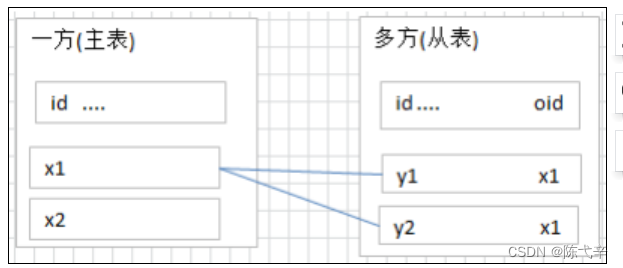 一方(主表)
id ....
x1
x2
多方(从表)
id.... oid
y1 x1
y2 x1
CSDN @陈弋辛